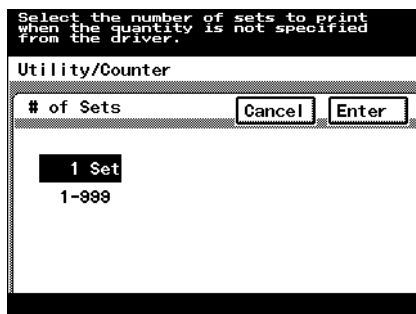 Select the number of sets to print
when the quantity is not specified
from the driver.
Utility/Counter
# of Sets
Cancel
Enter
1 Set
1-999